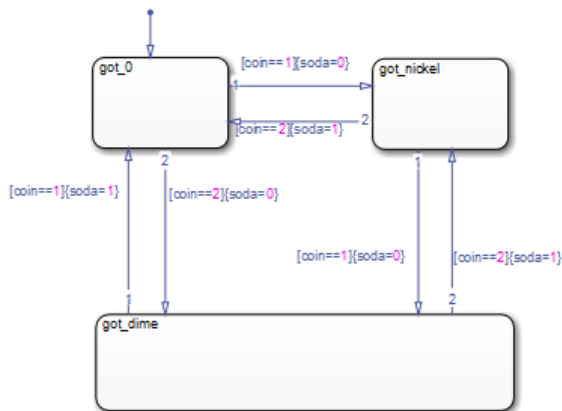 [coin==1]{soda=0}
got_0
got_nickel
1
[coin==2]{soda=1}
2
2
1
[coin==1]{soda=1}
[coin==2]{soda=0}
[coin==1]{soda=0}
[coin==2]{soda=1}
1
2
got_dime